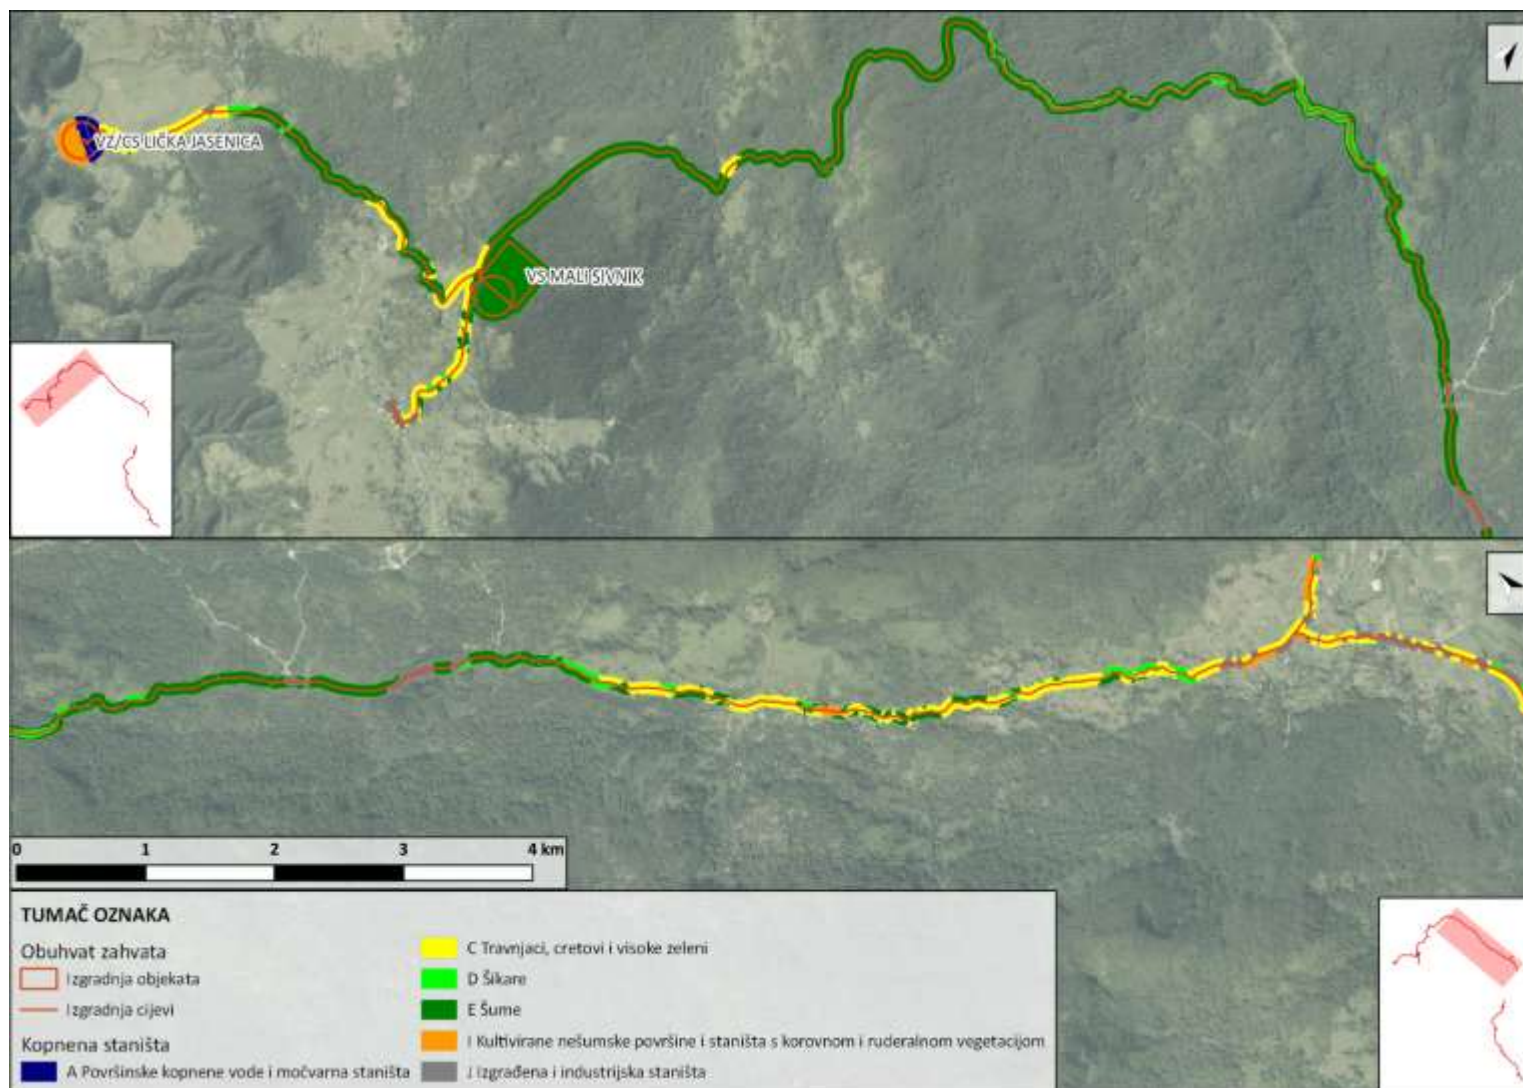 VZ/CS LIČKA JASENICA
VS MALI SIVNIK
0 1 2 3 4 km
TUMAČ OZNAKA
Obuhvat zahvata
Izgradnja objekata
Izgradnja cijevi
Kopnena staništa
A Površinske kopnene vode i močvarna staništa
C Travnjaci, cretovi i visoke zeleni
D Šikare
E Šume
I Kultivirane nešumske površine i staništa s korovnom i ruderalnom vegetacijom
J Izgrađena i industrijska staništa